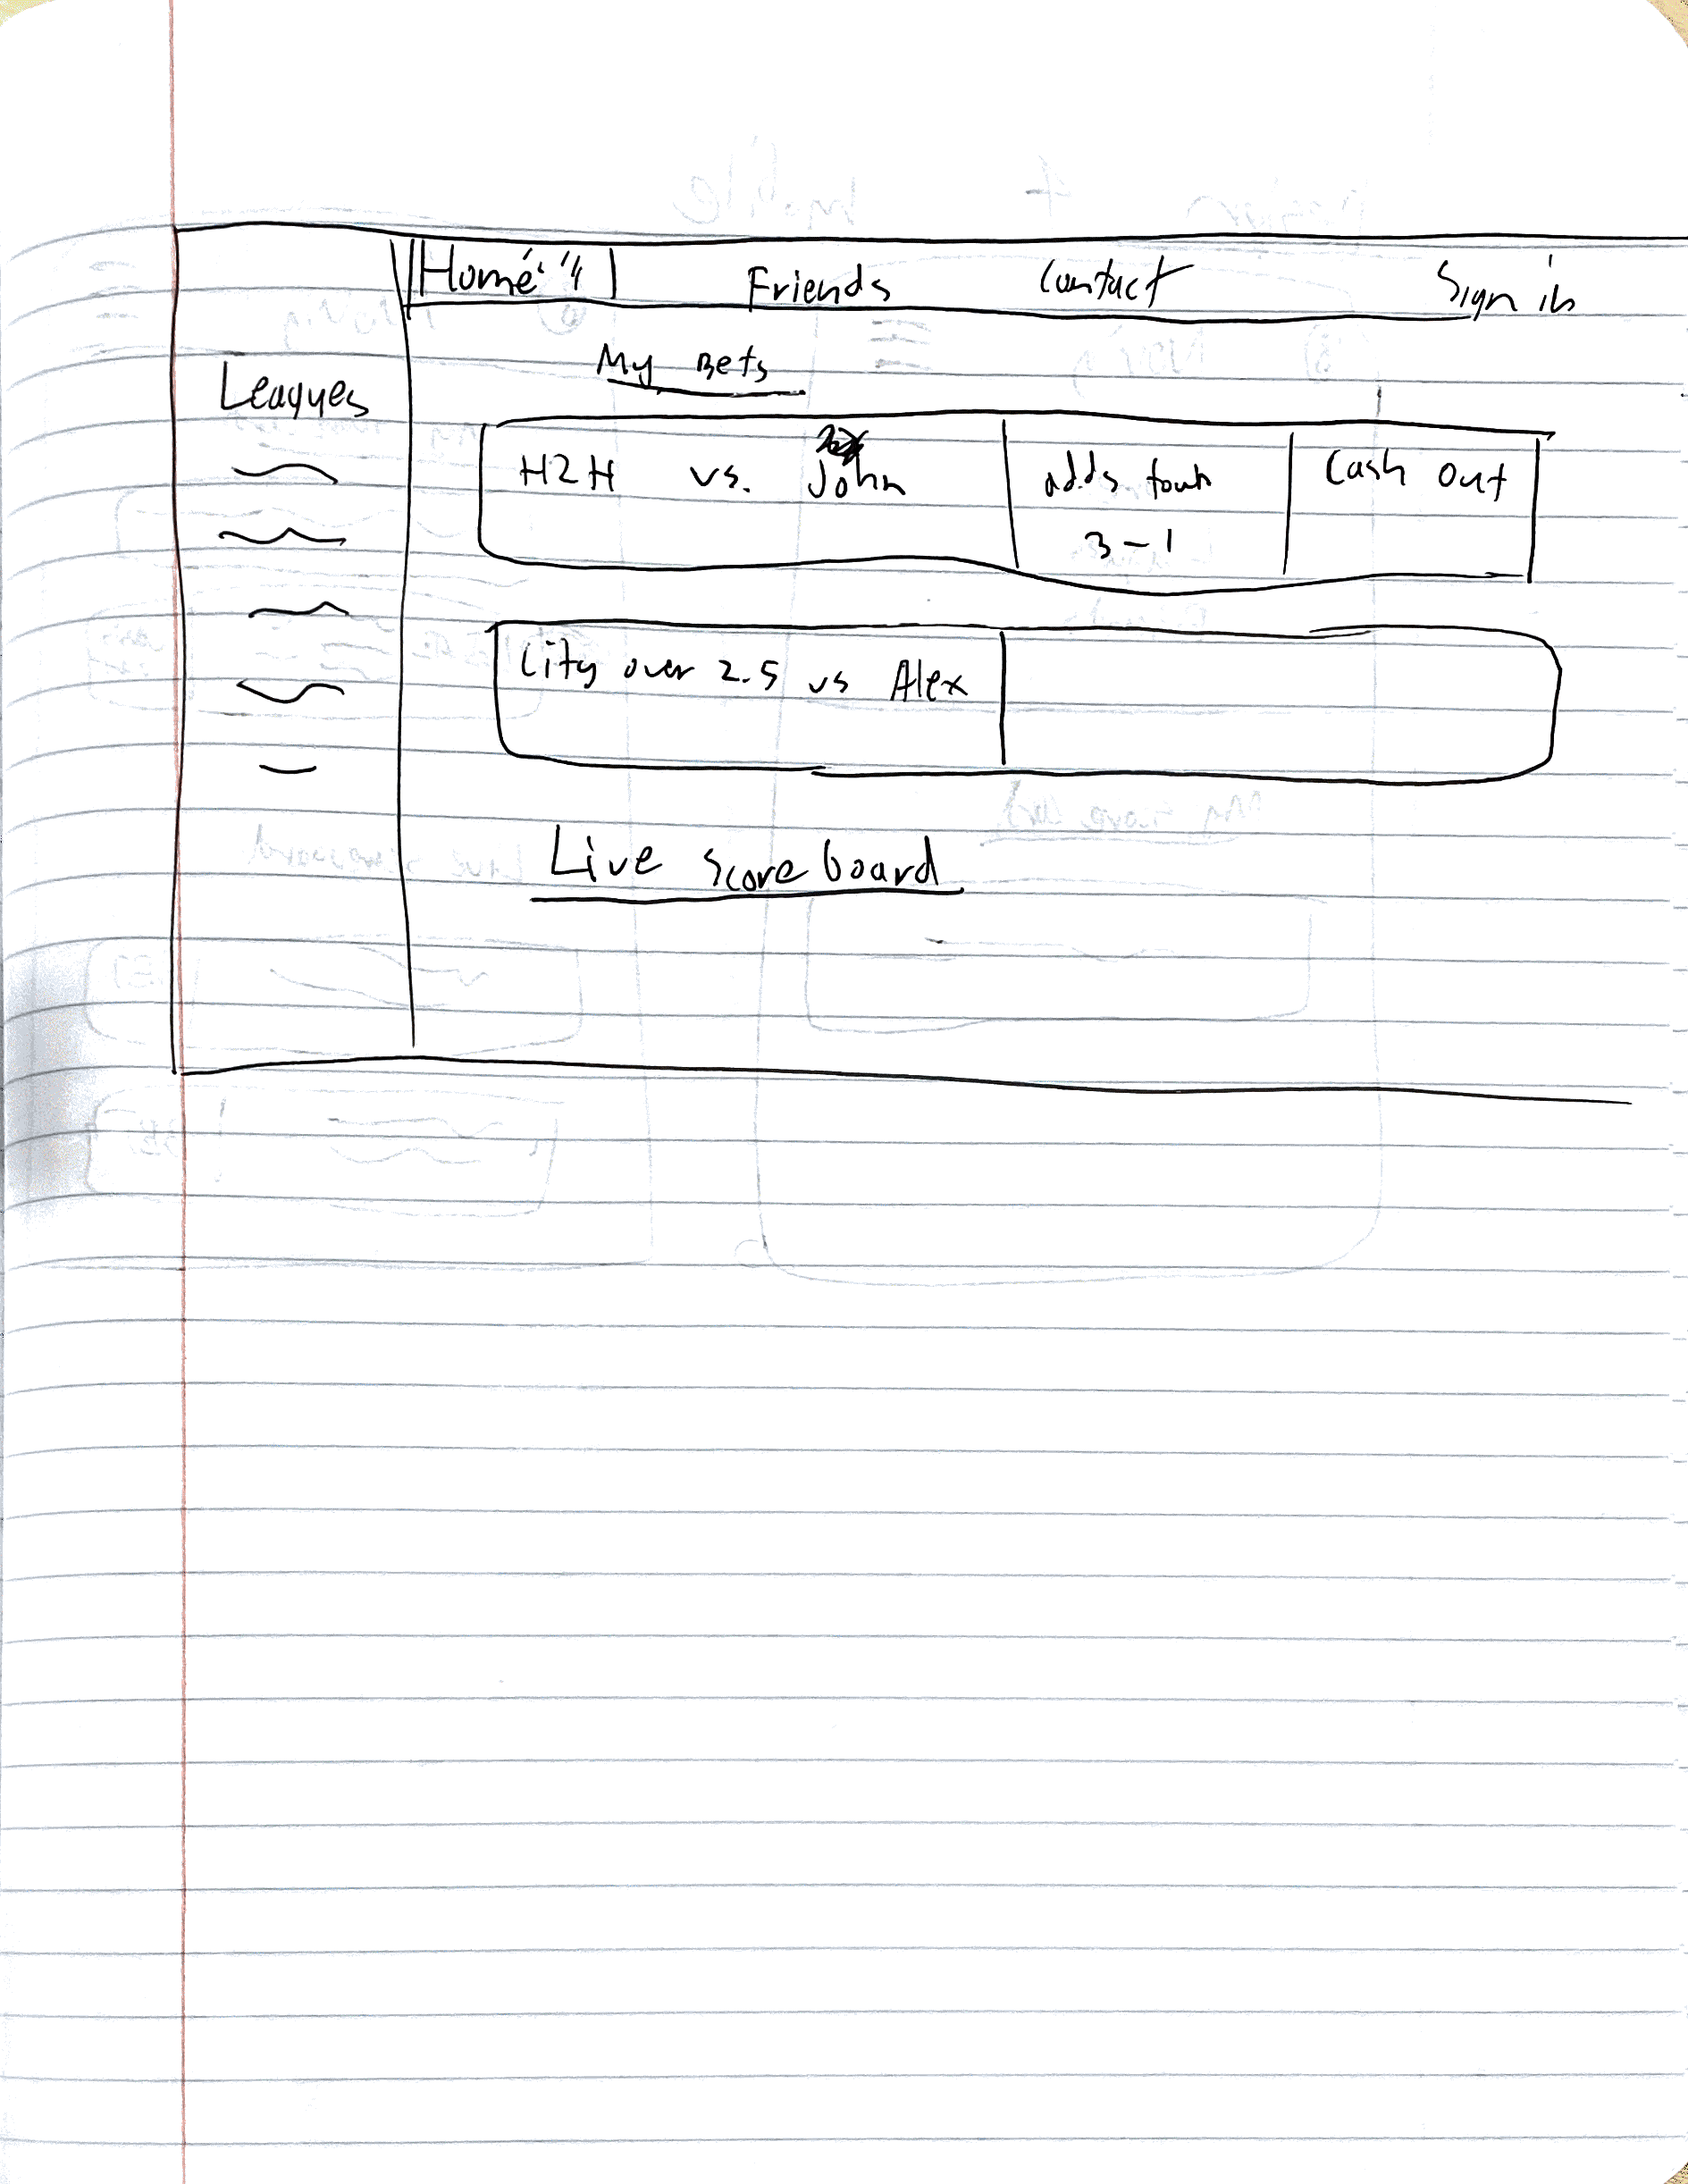 Home Friends Contact Sign in
My Bets
Leagues
H2H vs. John
odds
3-1
Cash out
City over 2.5 vs Alex
Live scoreboard